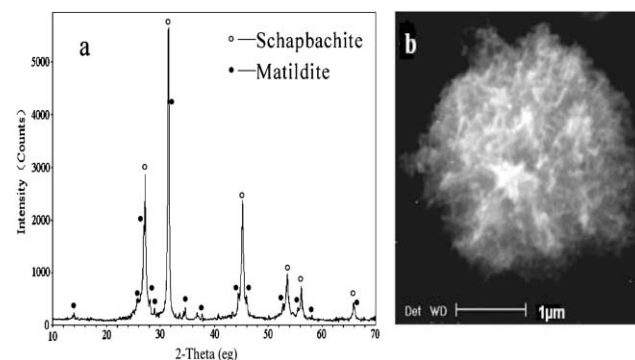 a
○—Schapbachite
●—Matildite
5000
4000
3000
2000
1000
0
Intensity (Counts)
10 20 30 40 50 60 70
2-Theta (eg)
b
Det WD
1μm